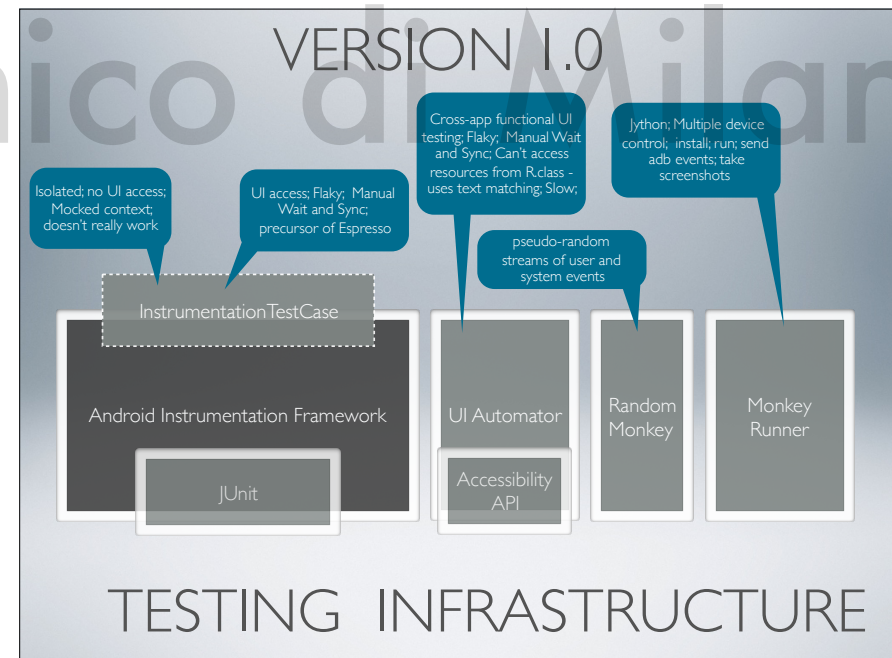 nico di Milan
VERSION 1.0
Cross-app functional UI
testing; Flaky; Manual Wait
and Sync; Can't access
resources from R.class -
uses text matching; Slow;
Jython; Multiple device
control; install; run; send
adb events; take
screenshots
Isolated; no UI access;
Mocked context;
doesn't really work
UI access; Flaky; Manual
Wait and Sync;
precursor of Espresso
pseudo-random
streams of user and
system events
InstrumentationTestCase
Android Instrumentation Framework
JUnit
UI Automator
Accessibility
API
Random
Monkey
Monkey
Runner
TESTING INFRASTRUCTURE